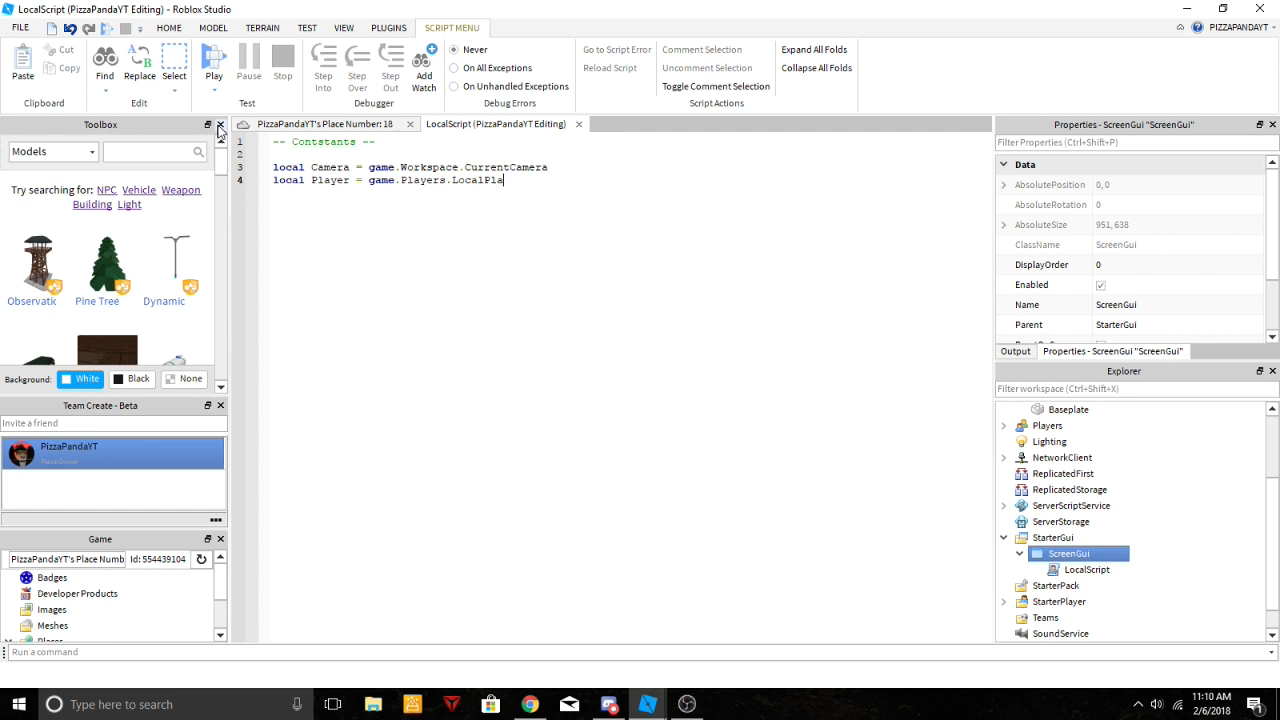 LocalScript (PizzaPandaYT Editing) - Roblox Studio
FILE HOME MODEL TERRAIN TEST VIEW PLUGINS SCRIPT MENU PIZZAPANDAYT
Paste Cut Copy
Clipboard
Find Replace Select
Edit
Play Pause Stop
Test
Step Into Step Over Step Out Add Watch
Debugger
Never
On All Exceptions
On Unhandled Exceptions
Debug Errors
Go to Script Error
Reload Script
Comment Selection
Uncomment Selection
Toggle Comment Selection
Expand All Folds
Collapse All Folds
Script Actions
Toolbox
Models
Try searching for: NPC Vehicle Weapon
Building Light
Observatic Pine Tree Dynamic
Background: White Black None
Team Create - Beta
Invite a friend
PizzaPandaYT
Place Owner
Game
PizzaPandaYT's Place Numb Id: 554439104
Badges
Developer Products
Images
Meshes
Places
PizzaPandaYT's Place Number: 18
LocalScript (PizzaPandaYT Editing)
1 -- Contstants --
2
3 local Camera = game.Workspace.CurrentCamera
4 local Player = game.Players.LocalPla
Properties - ScreenGui "ScreenGui"
Filter Properties (Ctrl+Shift+P)
Data
AbsolutePosition 0, 0
AbsoluteRotation 0
AbsoluteSize 951, 638
ClassName ScreenGui
DisplayOrder 0
Enabled
Name ScreenGui
Parent StarterGui
Output Properties - ScreenGui "ScreenGui"
Explorer
Filter workspace (Ctrl+Shift+X)
Baseplate
Players
Lighting
NetworkClient
ReplicatedFirst
ReplicatedStorage
ServerScriptService
ServerStorage
StarterGui
ScreenGui
LocalScript
StarterPack
StarterPlayer
Teams
SoundService
Run a command
Type here to search
11:10 AM
2/6/2018